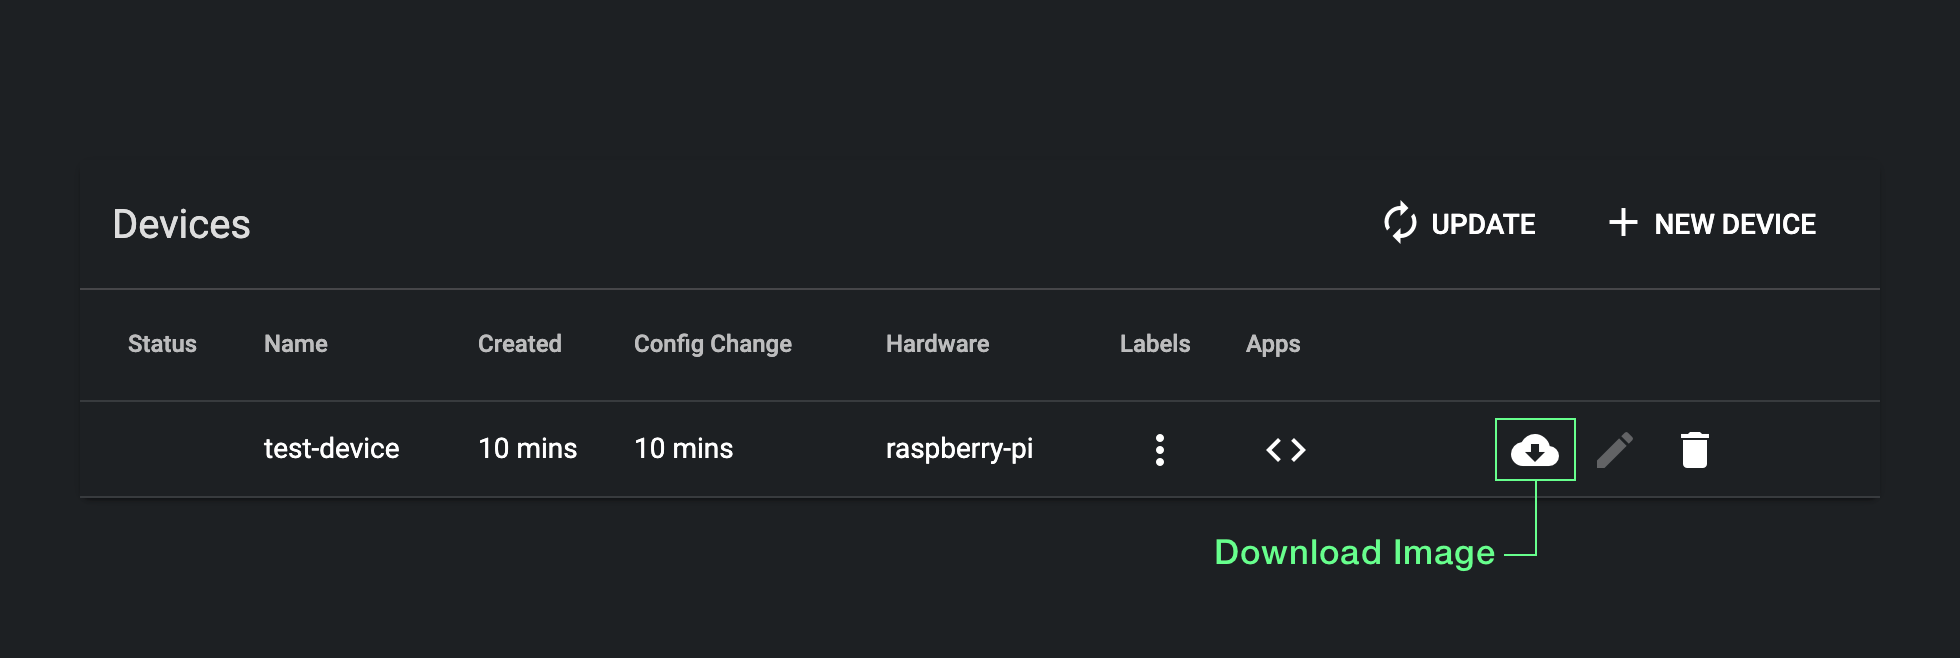 Devices UPDATE NEW DEVICE
Status Name Created Config Change Hardware Labels Apps
test-device 10 mins 10 mins raspberry-pi
Download Image